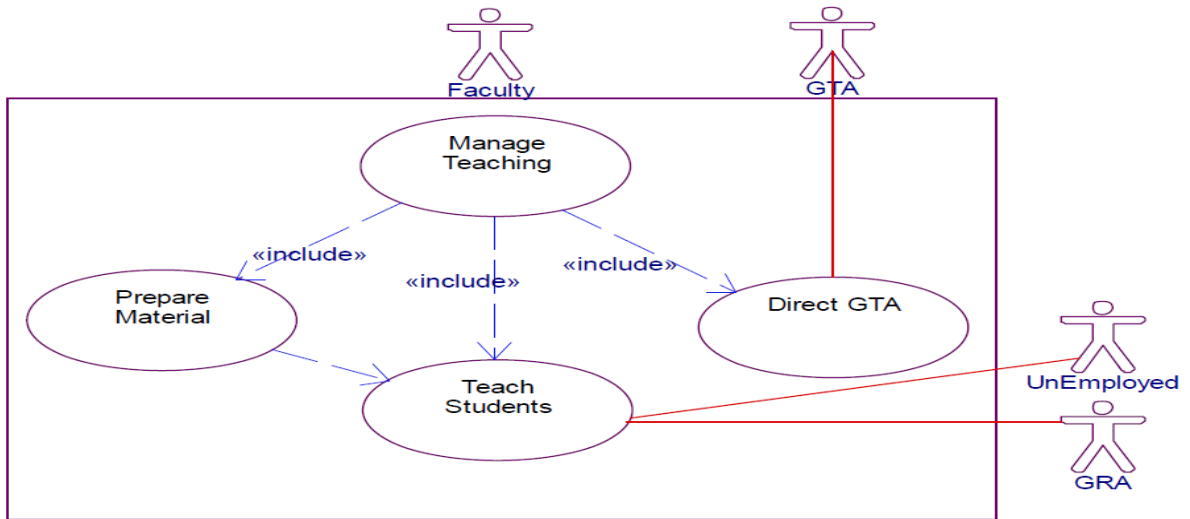 Faculty
GTA
Manage
Teaching
«include»
«include»
«include»
Prepare
Material
Direct GTA
UnEmployed
Teach
Students
GRA